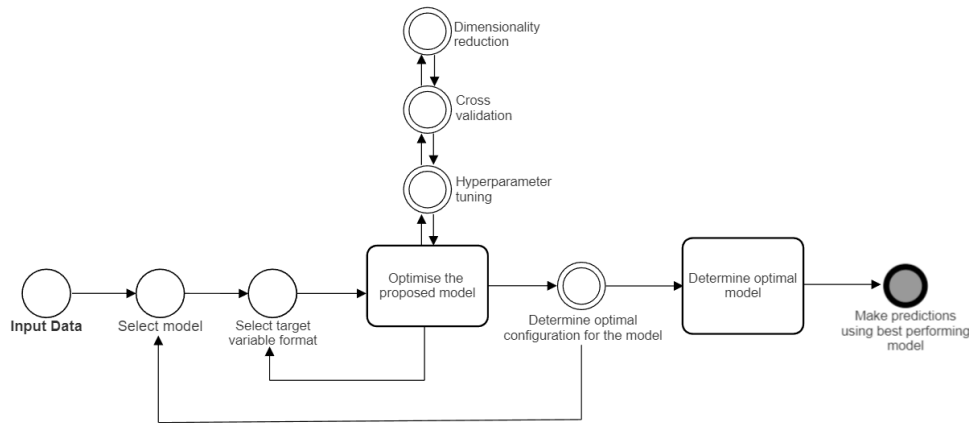 Dimensionality
reduction
Cross
validation
Hyperparameter
tuning
Optimise the
proposed model
Determine optimal
model
Input Data
Select model
Select target
variable format
Determine optimal
configuration for the model
Make predictions
using best performing
model